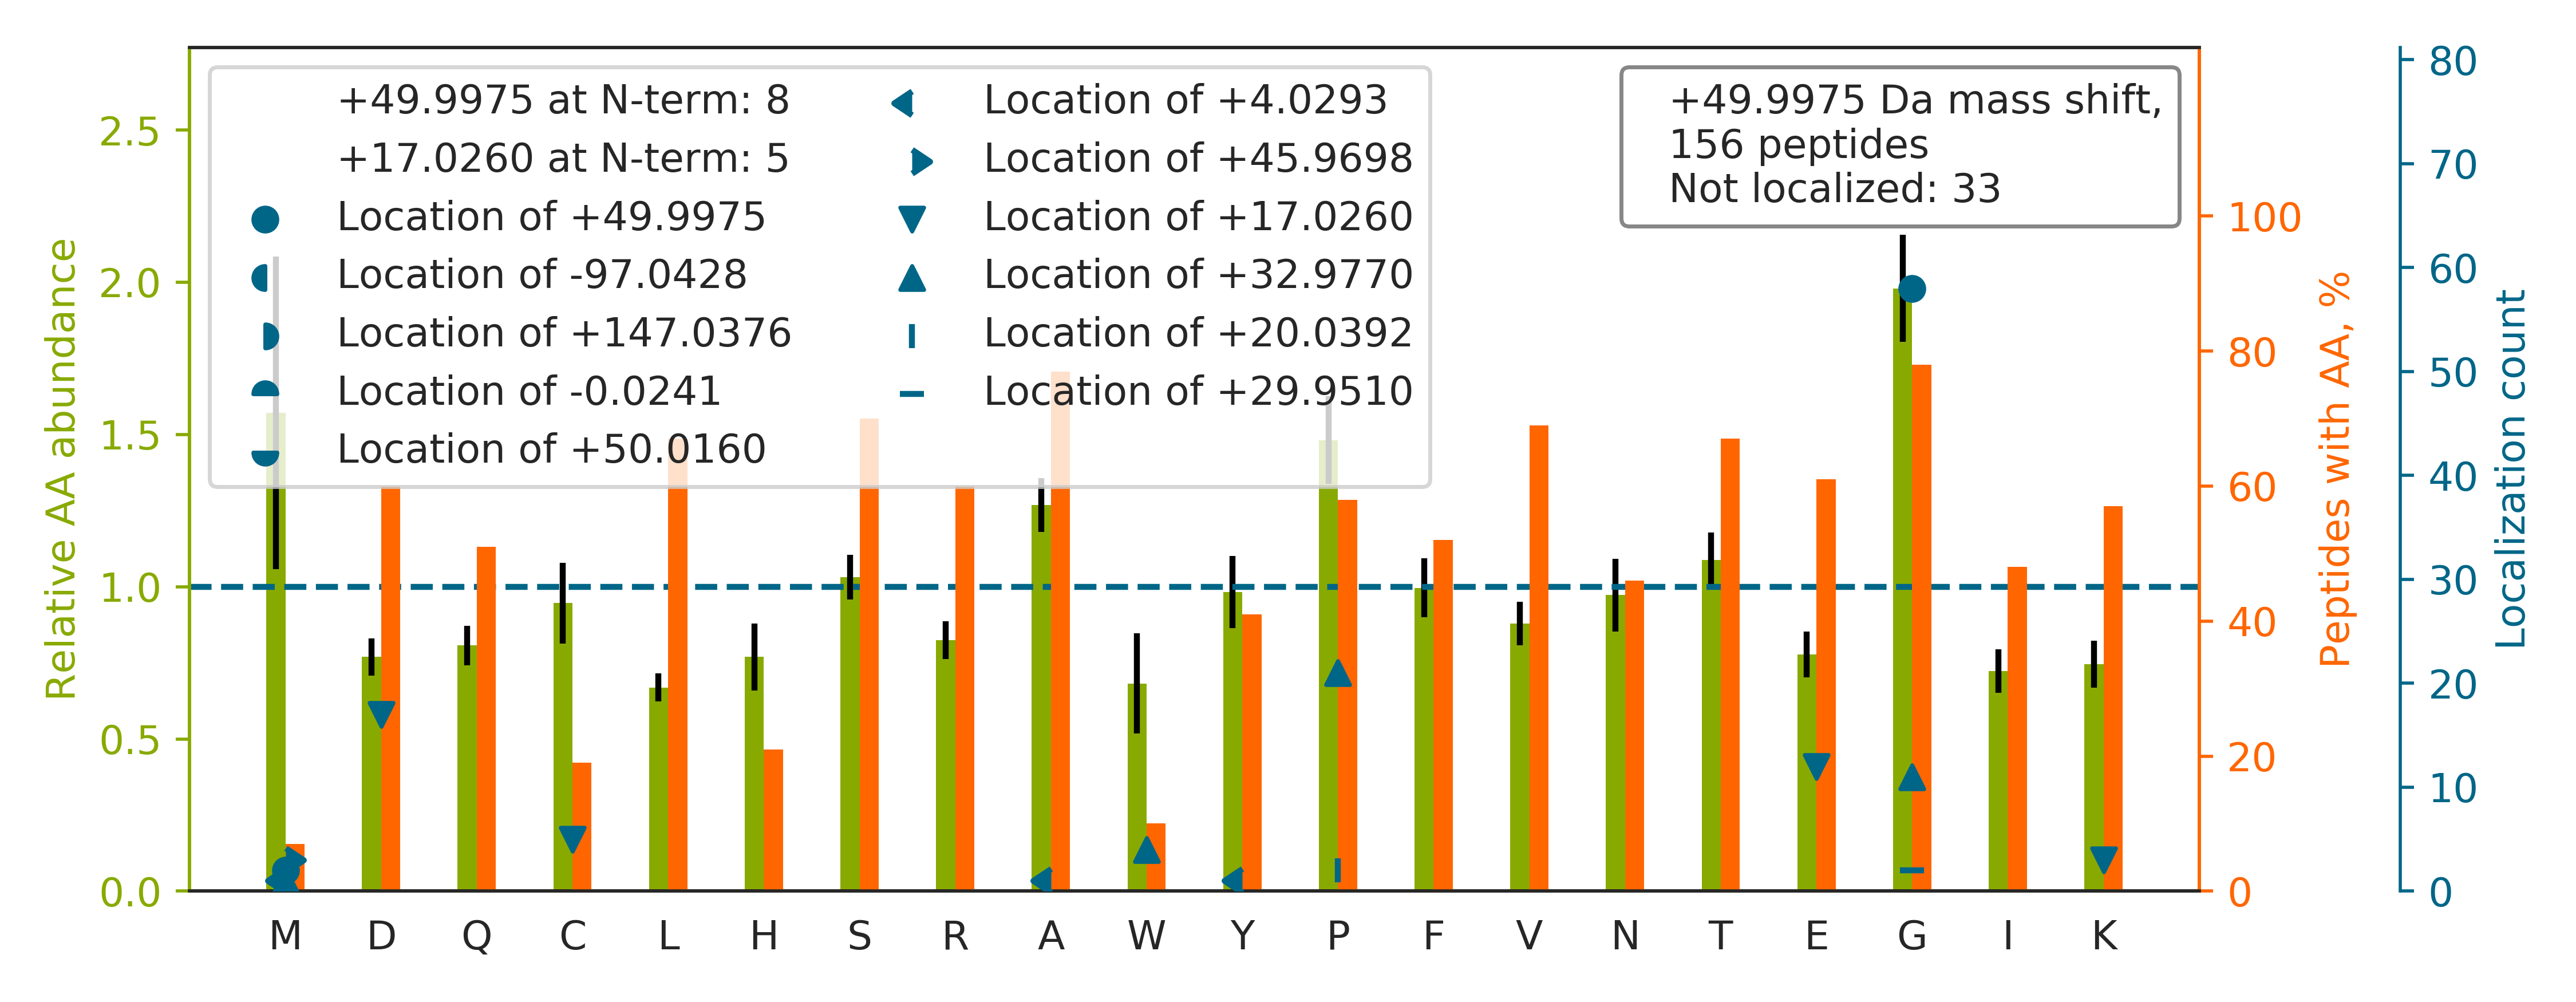 +49.9975 at N-term: 8
+17.0260 at N-term: 5
Location of +49.9975
Location of -97.0428
Location of +147.0376
Location of -0.0241
Location of +50.0160
Location of +4.0293
Location of +45.9698
Location of +17.0260
Location of +32.9770
Location of +20.0392
Location of +29.9510
+49.9975 Da mass shift,
156 peptides
Not localized: 33
Relative AA abundance
2.5
2.0
1.5
1.0
0.5
0.0
M D Q C L H S R A W Y P F V N T E G I K
100
80
60
40
20
0
Peptides with AA, %
80
70
60
50
40
30
20
10
0
Localization count